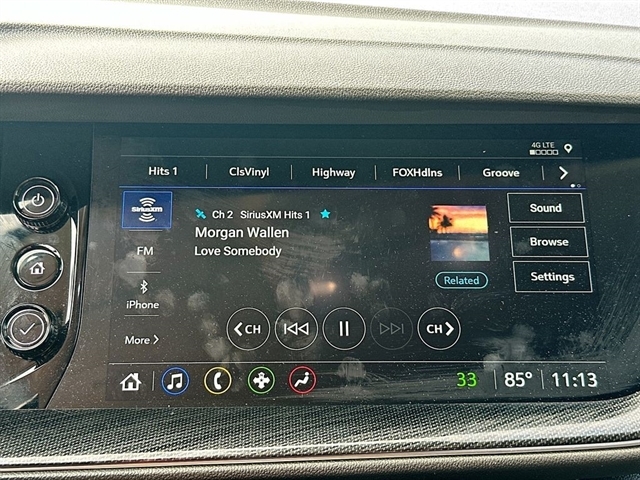 4G LTE
Hits 1 ClsVinyl Highway FOXHdlns Groove
SiriusXM
Ch 2 SiriusXM Hits 1
Morgan Wallen
Love Somebody
FM
iPhone
More
Sound
Browse
Settings
Related
CH CH
33 85° 11:13